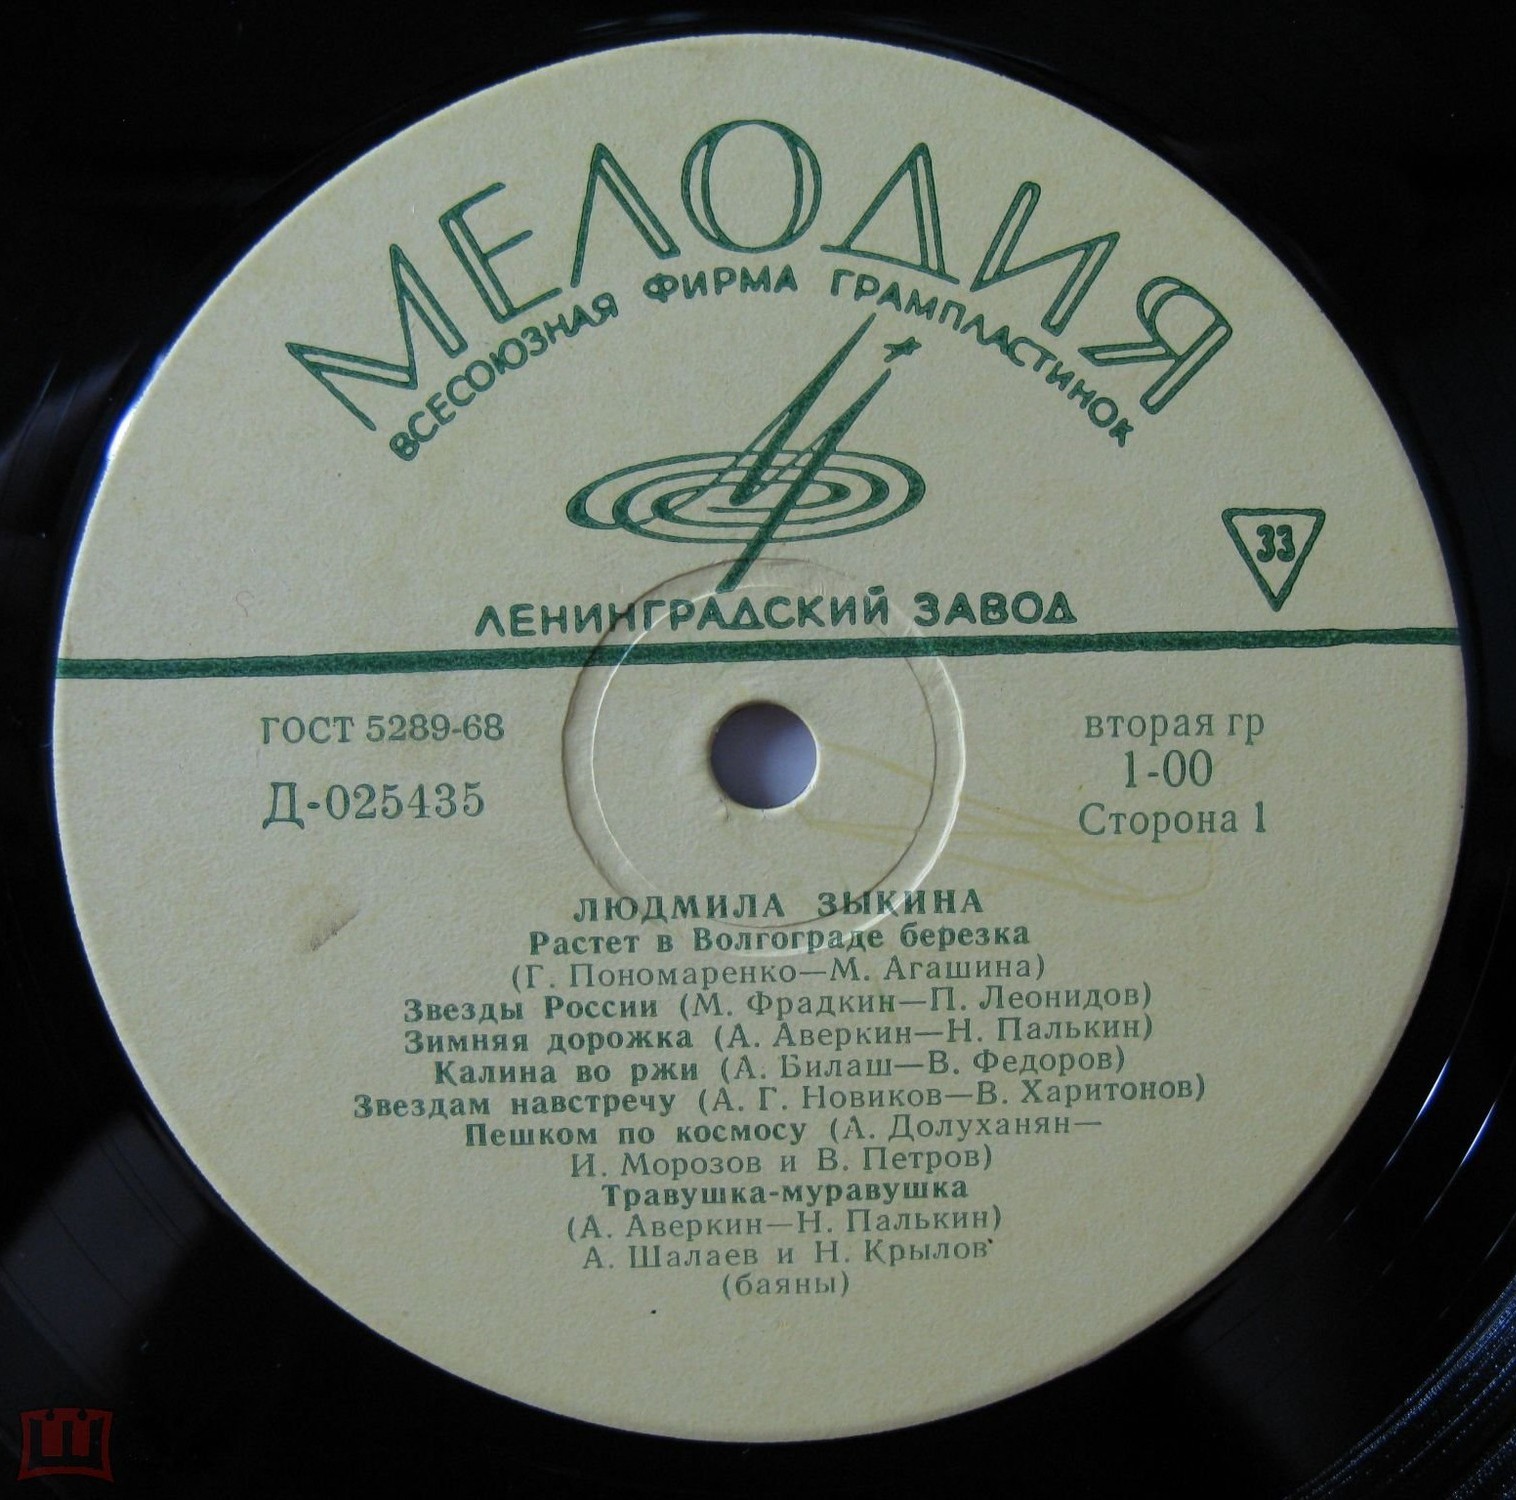 МЕЛОДИЯ
ВСЕСОЮЗНАЯ ФИРМА ГРАМПЛАСТИНОК
33
ЛЕНИНГРАДСКИЙ ЗАВОД
ГОСТ 5289-68
Д-025435
вторая гр
1-00
Сторона 1
ЛЮДМИЛА ЗЫКИНА
Растет в Волгограде березка
(Г. Пономаренко—М. Агашина)
Звезды России (М. Фрадкин—П. Леонидов)
Зимняя дорожка (А. Аверкин—Н. Палькин)
Калина во ржи (А. Билаш—В. Федоров)
Звездам навстречу (А. Г. Новиков—В. Харитонов)
Пешком по космосу (А. Долуханян—
И. Морозов и В. Петров)
Травушка-муравушка
(А. Аверкин—Н. Палькин)
А. Шалаев и Н. Крылов
(баяны)